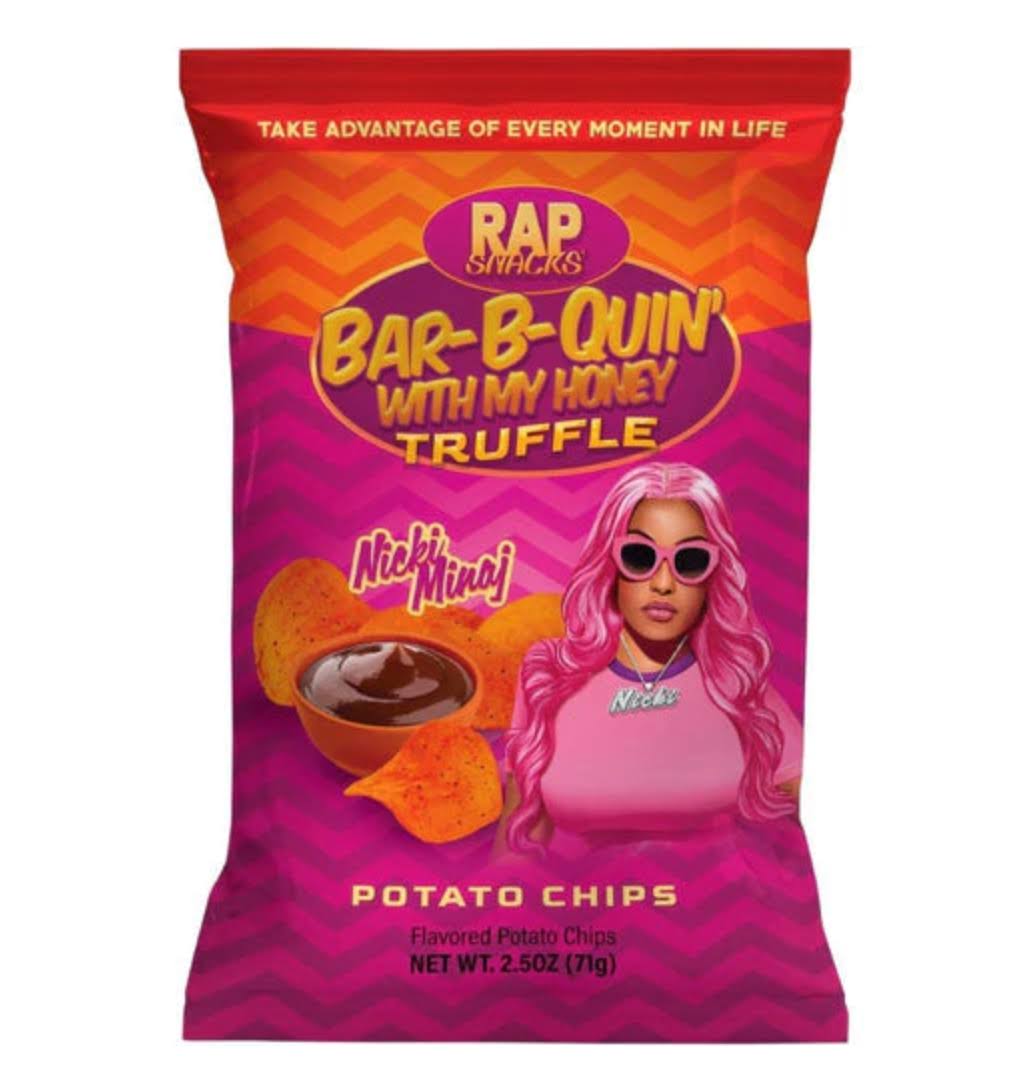 TAKE ADVANTAGE OF EVERY MOMENT IN LIFE
RAP
SNACKS
BAR-B-QUIN'
WITH MY HONEY
TRUFFLE
Nicki
Minaj
Nicki
POTATO CHIPS
Flavored Potato Chips
NET WT. 2.5OZ (71g)